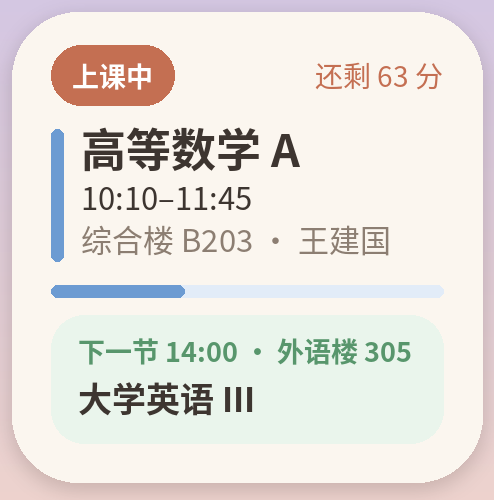 上课中
还剩 63 分
高等数学 A
10:10–11:45
综合楼 B203 · 王建国
下一节 14:00 · 外语楼 305
大学英语 III